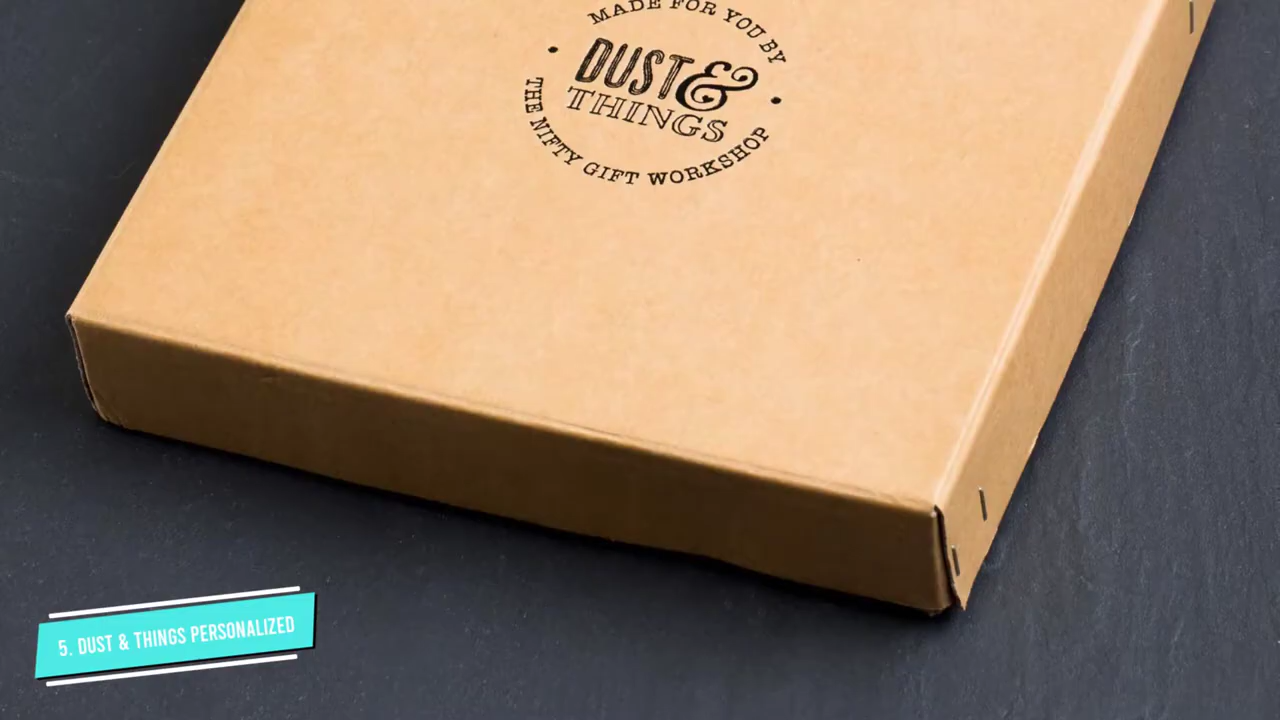 MADE FOR YOU BY
DUST &
THINGS
THE NIFTY GIFT WORKSHOP
5. DUST & THINGS PERSONALIZED